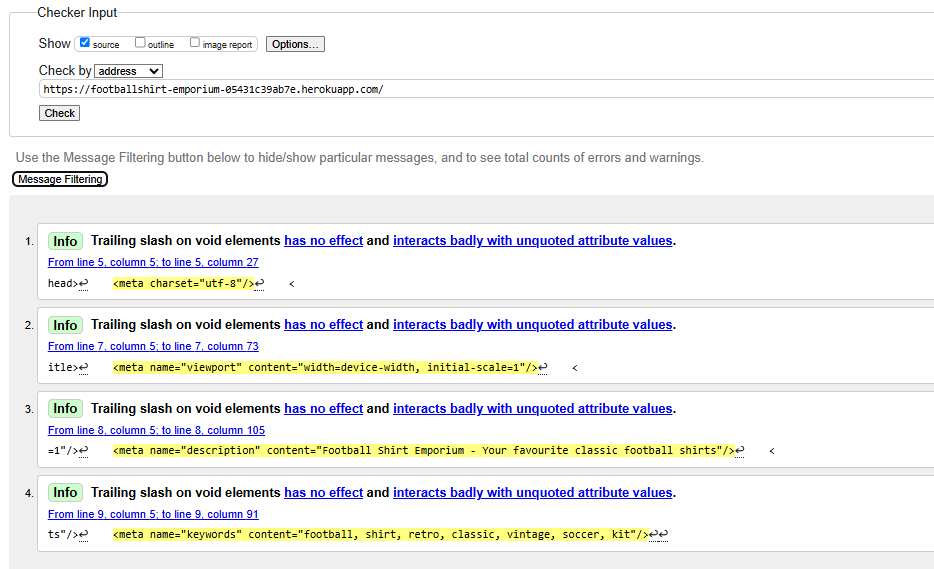 Checker Input
Show source outline image report Options...
Check by address
https://footballshirt-emporium-05431c39ab7e.herokuapp.com/
Check
Use the Message Filtering button below to hide/show particular messages, and to see total counts of errors and warnings.
Message Filtering
1. Info Trailing slash on void elements has no effect and interacts badly with unquoted attribute values.
From line 5, column 5; to line 5, column 27
head>↩ <meta charset="utf-8"/>↩ <
2. Info Trailing slash on void elements has no effect and interacts badly with unquoted attribute values.
From line 7, column 5; to line 7, column 73
itle>↩ <meta name="viewport" content="width=device-width, initial-scale=1"/>↩ <
3. Info Trailing slash on void elements has no effect and interacts badly with unquoted attribute values.
From line 8, column 5; to line 8, column 105
=1"/>↩ <meta name="description" content="Football Shirt Emporium - Your favourite classic football shirts"/>↩ <
4. Info Trailing slash on void elements has no effect and interacts badly with unquoted attribute values.
From line 9, column 5; to line 9, column 91
ts"/>↩ <meta name="keywords" content="football, shirt, retro, classic, vintage, soccer, kit"/>↩↩